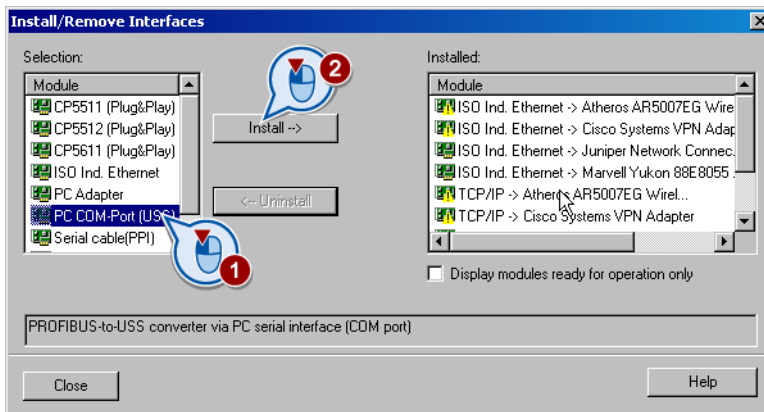 Install/Remove Interfaces
Selection:
Module
CP5511 (Plug&Play)
CP5512 (Plug&Play)
CP5611 (Plug&Play)
ISO Ind. Ethernet
PC Adapter
PC COM-Port (USS)
Serial cable(PPI)
1
2
Install -->
<-- Uninstall
Installed:
Module
ISO Ind. Ethernet -> Atheros AR5007EG Wire
ISO Ind. Ethernet -> Cisco Systems VPN Adap
ISO Ind. Ethernet -> Juniper Network Connec.
ISO Ind. Ethernet -> Marvell Yukon 88E8055
TCP/IP -> Atheros AR5007EG Wirel...
TCP/IP -> Cisco Systems VPN Adapter
Display modules ready for operation only
PROFIBUS-to-USS converter via PC serial interface (COM port)
Close
Help